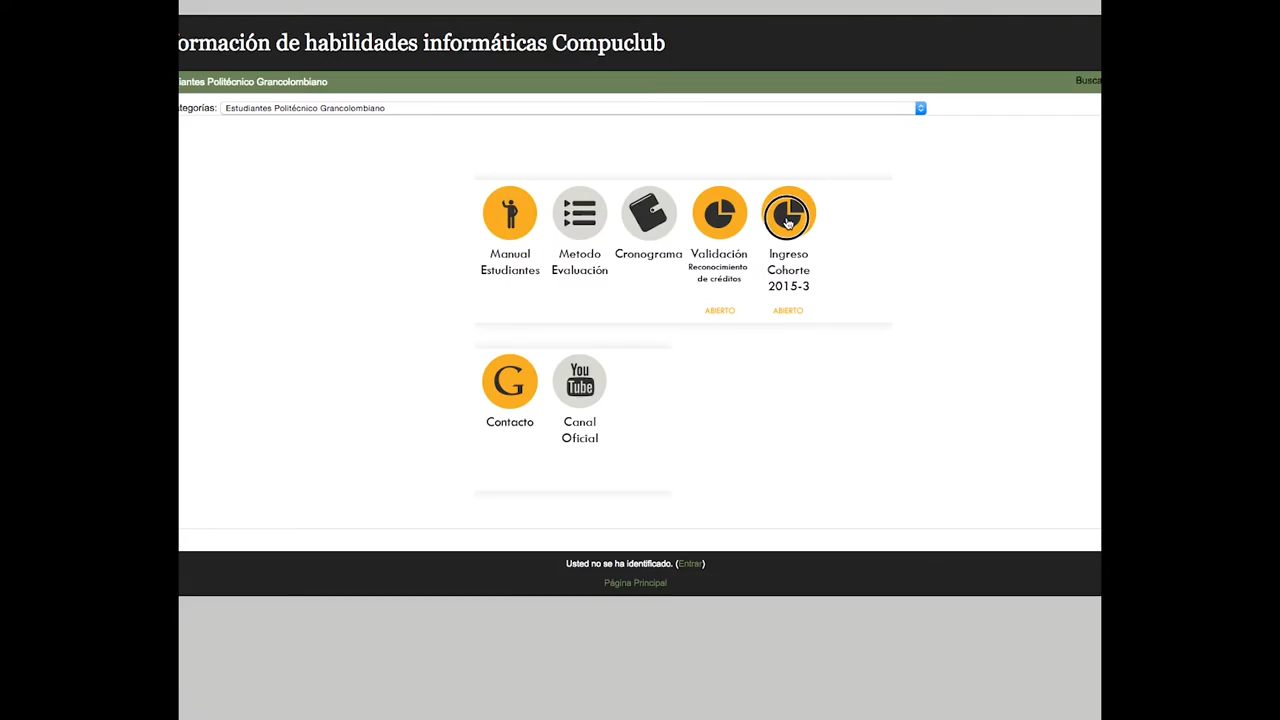 ormación de habilidades informáticas Compuclub
iantes Politécnico Grancolombiano
Busca
ategorías: Estudiantes Politécnico Grancolombiano
Manual
Estudiantes
Metodo
Evaluación
Cronograma
Validación
Reconocimiento
de créditos
ABIERTO
Ingreso
Cohorte
2015-3
ABIERTO
G
Contacto
You
Tube
Canal
Oficial
Usted no se ha identificado. (Entrar)
Página Principal